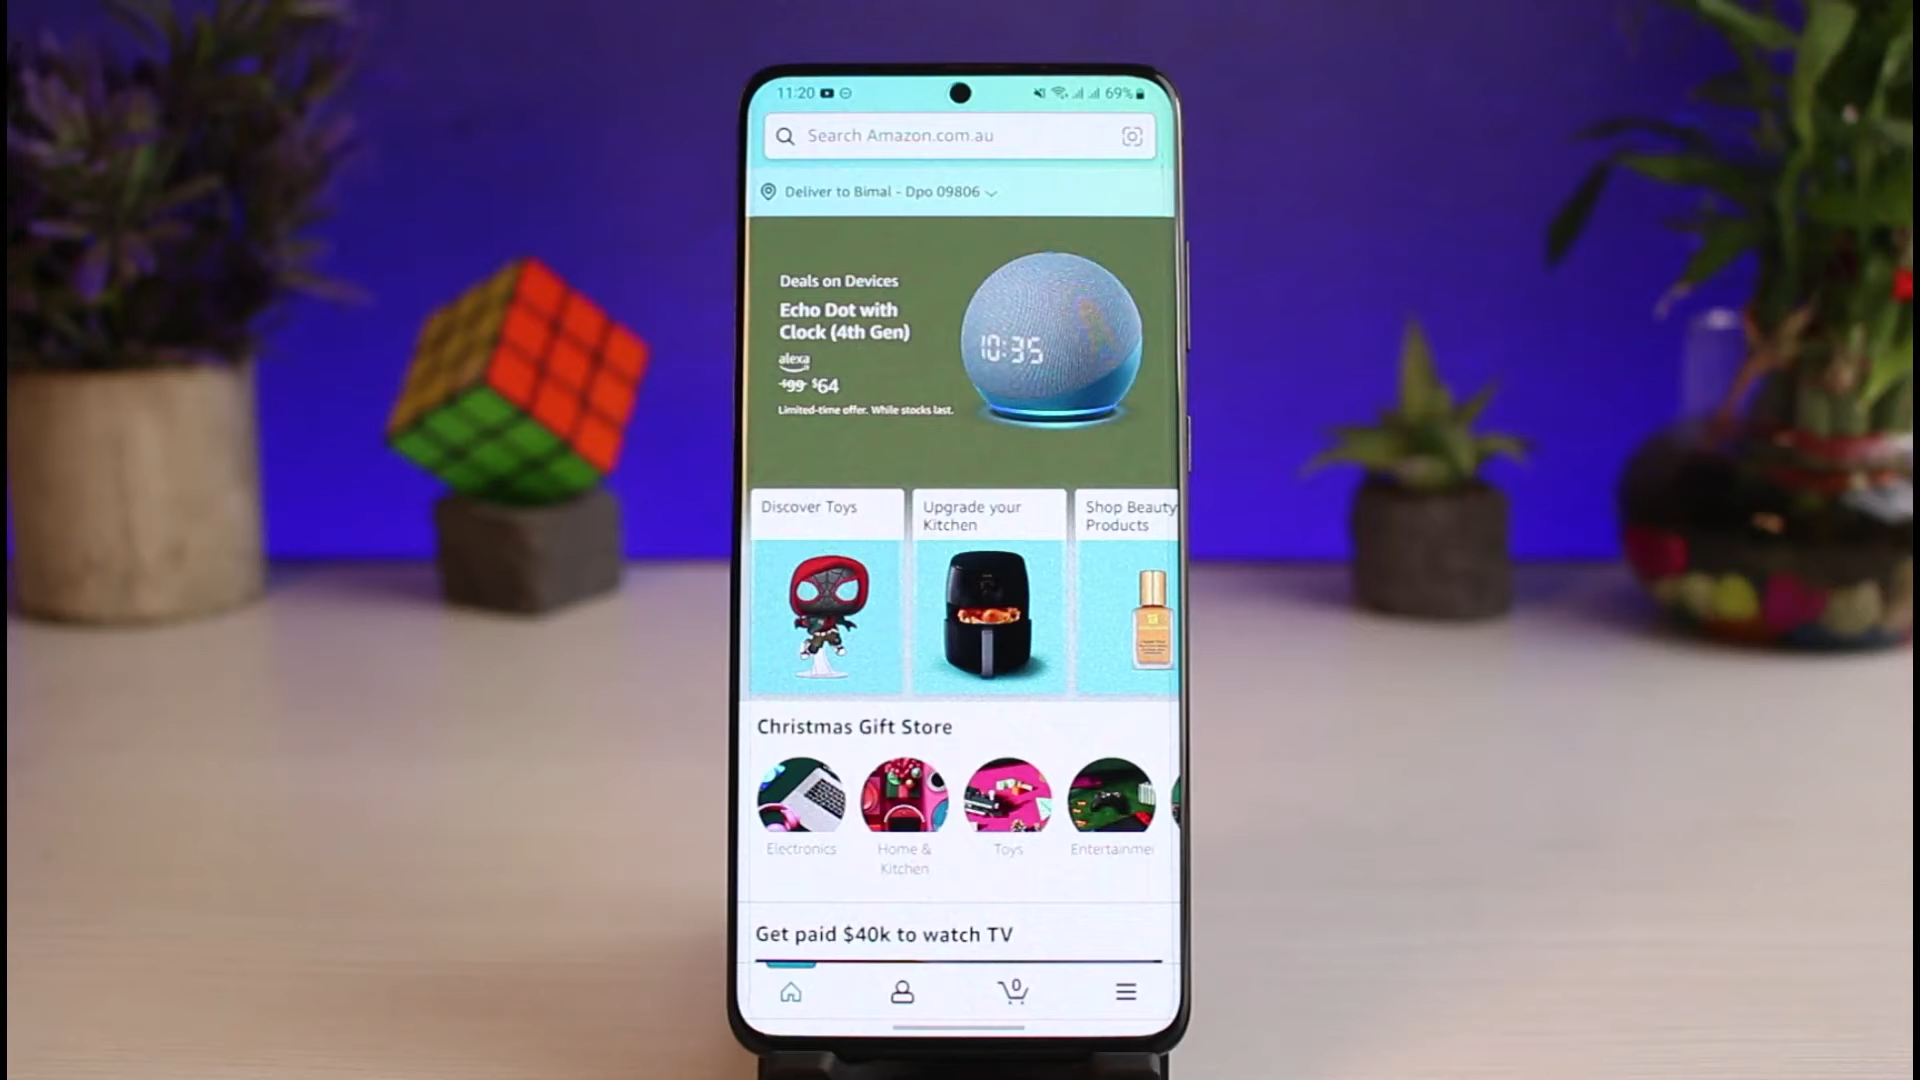 11:20
69%
Search Amazon.com.au
Deliver to Bimal - Dpo 09806
Deals on Devices
Echo Dot with
Clock (4th Gen)
alexa
$99 $64
Limited-time offer. While stocks last.
10:35
Discover Toys
Upgrade your
Kitchen
Shop Beauty
Products
Christmas Gift Store
Electronics
Home &
Kitchen
Toys
Entertainmen
Get paid $40k to watch TV
0